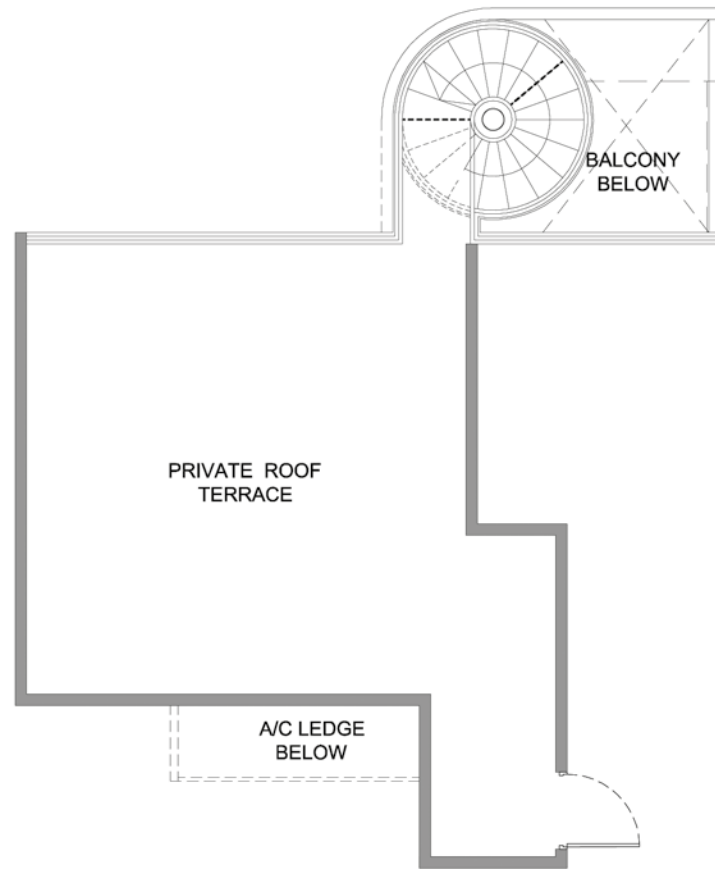 BALCONY
BELOW
PRIVATE ROOF
TERRACE
A/C LEDGE
BELOW